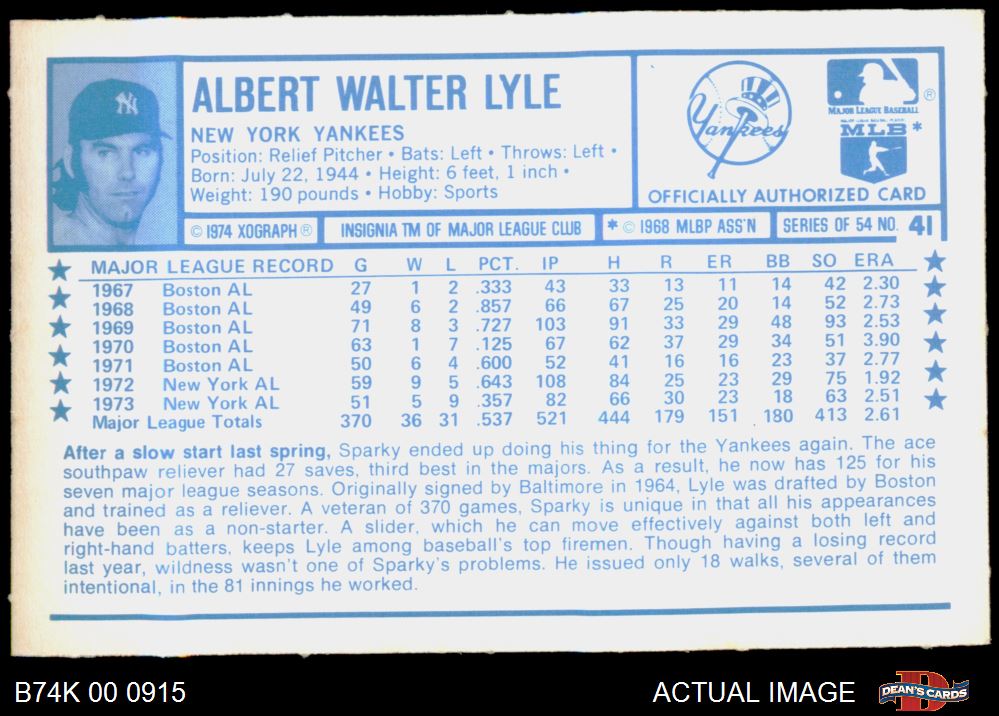 ALBERT WALTER LYLE
NEW YORK YANKEES
Position: Relief Pitcher • Bats: Left • Throws: Left •
Born: July 22, 1944 • Height: 6 feet, 1 inch •
Weight: 190 pounds • Hobby: Sports
NY
Yankees
MAJOR LEAGUE BASEBALL ®
MLB *
OFFICIALLY AUTHORIZED CARD
© 1974 XOGRAPH ® INSIGNIA TM OF MAJOR LEAGUE CLUB * © 1968 MLBP ASS'N SERIES OF 54 NO. 41
MAJOR LEAGUE RECORD G W L PCT. IP H R ER BB SO ERA
1967 Boston AL 27 1 2 .333 43 33 13 11 14 42 2.30
1968 Boston AL 49 6 2 .857 66 67 25 20 14 52 2.73
1969 Boston AL 71 8 3 .727 103 91 33 29 48 93 2.53
1970 Boston AL 63 1 7 .125 67 62 37 29 34 51 3.90
1971 Boston AL 50 6 4 .600 52 41 16 16 23 37 2.77
1972 New York AL 59 9 5 .643 108 84 25 23 29 75 1.92
1973 New York AL 51 5 9 .357 82 66 30 23 18 63 2.51
Major League Totals 370 36 31 .537 521 444 179 151 180 413 2.61
After a slow start last spring, Sparky ended up doing his thing for the Yankees again. The ace
southpaw reliever had 27 saves, third best in the majors. As a result, he now has 125 for his
seven major league seasons. Originally signed by Baltimore in 1964, Lyle was drafted by Boston
and trained as a reliever. A veteran of 370 games, Sparky is unique in that all his appearances
have been as a non-starter. A slider, which he can move effectively against both left and
right-hand batters, keeps Lyle among baseball's top firemen. Though having a losing record
last year, wildness wasn't one of Sparky's problems. He issued only 18 walks, several of them
intentional, in the 81 innings he worked.
B74K 00 0915
ACTUAL IMAGE
DEAN'S CARDS